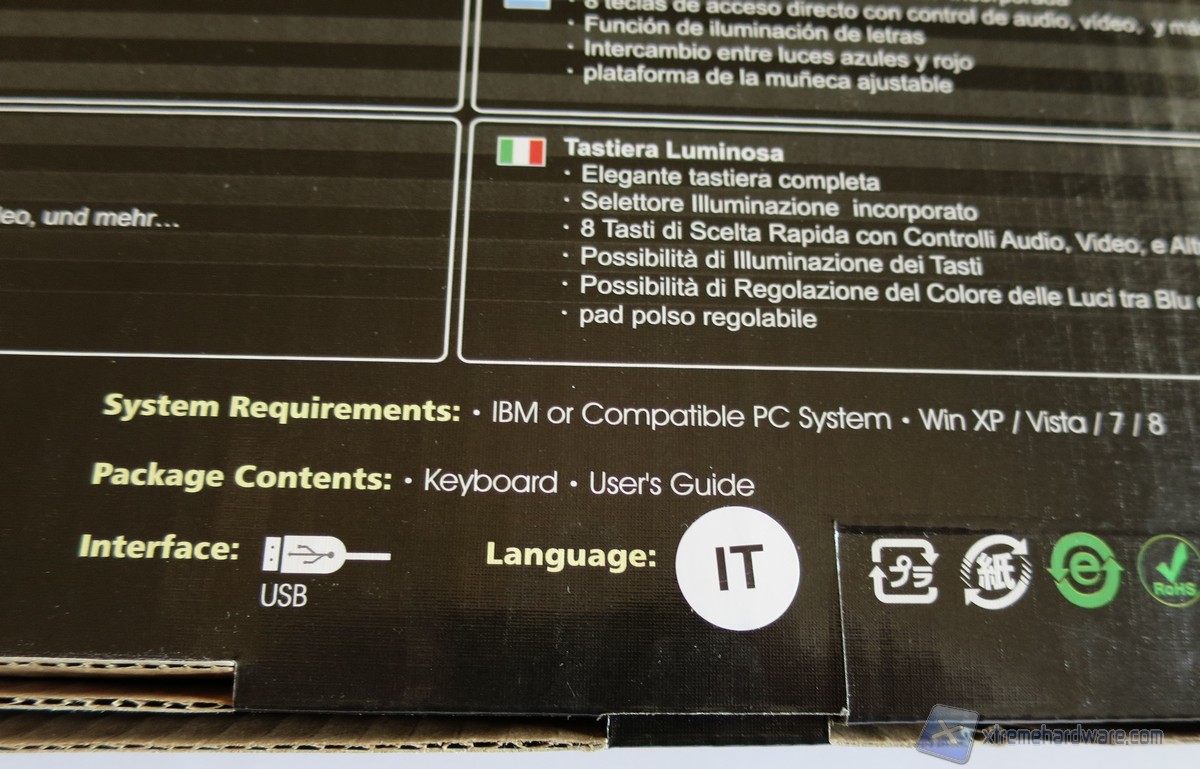 8 teclas de acceso directo con control de audio, vídeo, y
· Función de iluminación de letras
· Intercambio entre luces azules y rojo
· plataforma de la muñeca ajustable
und mehr...
Tastiera Luminosa
· Elegante tastiera completa
· Selettore Illuminazione incorporato
· 8 Tasti di Scelta Rapida con Controlli Audio, Video, e
· Possibilità di Illuminazione dei Tasti
· Possibilità di Regolazione del Colore delle Luci tra Blu
· pad polso regolabile
System Requirements: · IBM or Compatible PC System · Win XP / Vista / 7 / 8
Package Contents: · Keyboard · User's Guide
Interface:
USB
Language: IT
プラ
紙
e
RoHS
xtremehardware.com